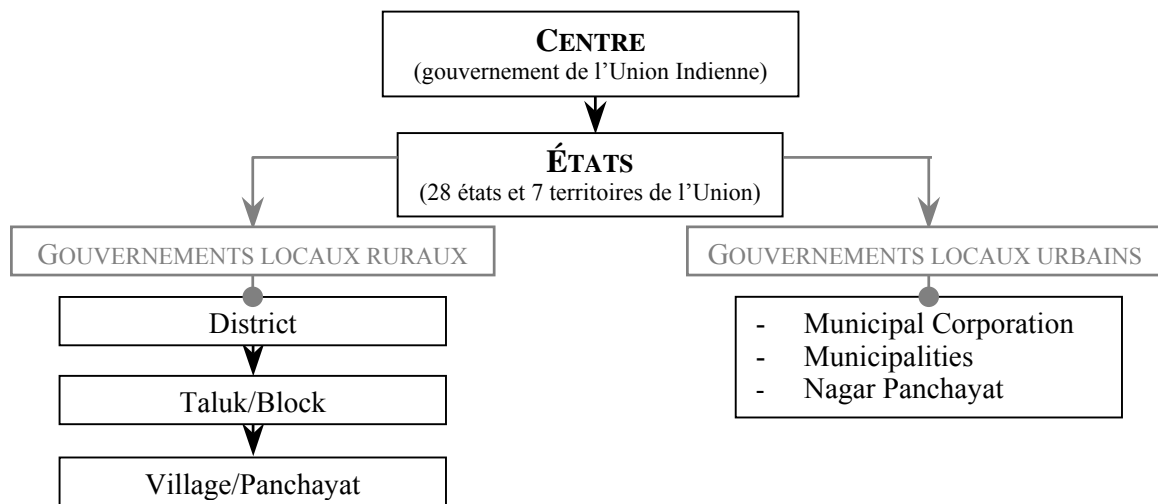 CENTRE
(gouvernement de l’Union Indienne)
ÉTATS
(28 états et 7 territoires de l’Union)
GOUVERNEMENTS LOCAUX RURAUX
GOUVERNEMENTS LOCAUX URBAINS
District
Taluk/Block
Village/Panchayat
- Municipal Corporation
- Municipalities
- Nagar Panchayat